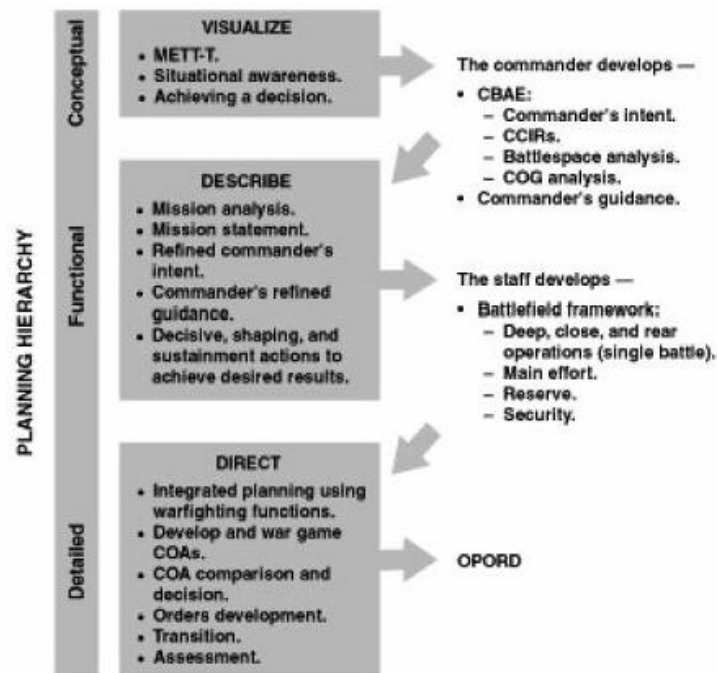 PLANNING HIERARCHY
Conceptual
VISUALIZE
• METT-T.
• Situational awareness.
• Achieving a decision.
The commander develops —
• CBAE:
– Commander's intent.
– CCIRs.
– Battlespace analysis.
– COG analysis.
• Commander's guidance.
Functional
DESCRIBE
• Mission analysis.
• Mission statement.
• Refined commander's
intent.
• Commander's refined
guidance.
• Decisive, shaping, and
sustainment actions to
achieve desired results.
The staff develops —
• Battlefield framework:
– Deep, close, and rear
operations (single battle).
– Main effort.
– Reserve.
– Security.
Detailed
DIRECT
• Integrated planning using
warfighting functions.
• Develop and war game
COAs.
• COA comparison and
decision.
• Orders development.
• Transition.
• Assessment.
OPORD